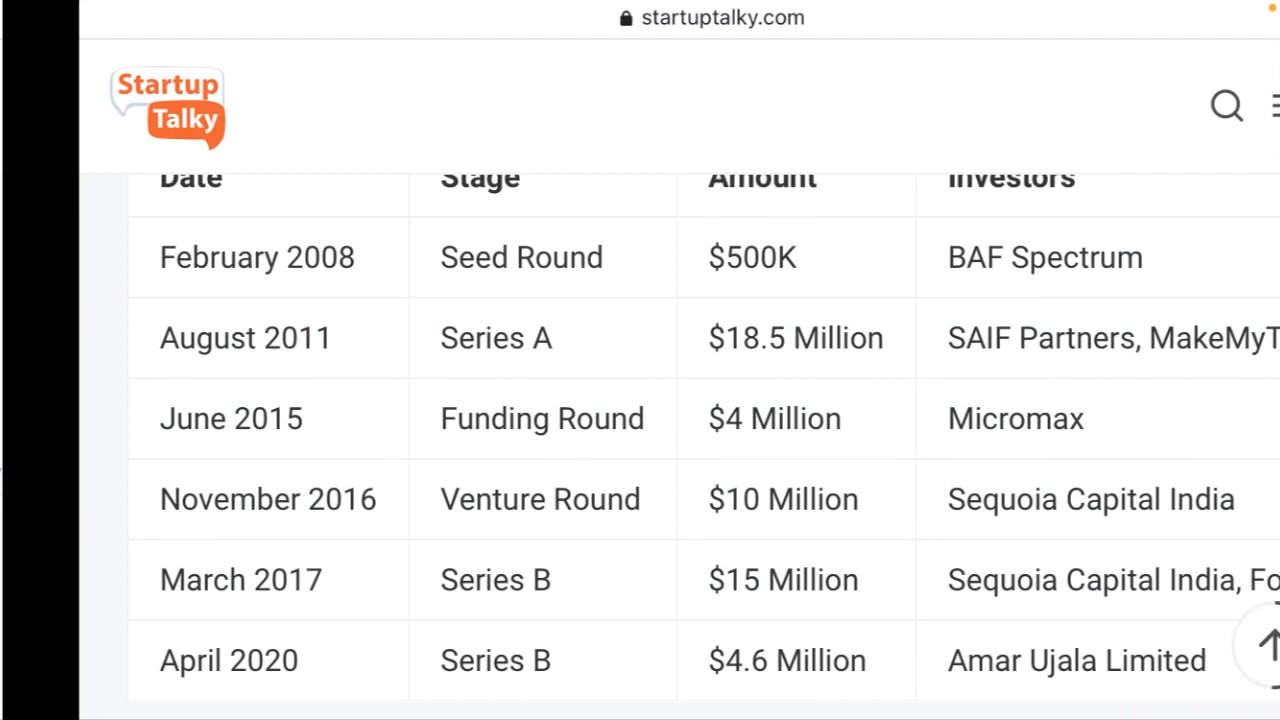 startuptalky.com
Startup
Talky
Date Stage Amount Investors
February 2008 Seed Round $500K BAF Spectrum
August 2011 Series A $18.5 Million SAIF Partners, MakeMyT
June 2015 Funding Round $4 Million Micromax
November 2016 Venture Round $10 Million Sequoia Capital India
March 2017 Series B $15 Million Sequoia Capital India, Fo
April 2020 Series B $4.6 Million Amar Ujala Limited